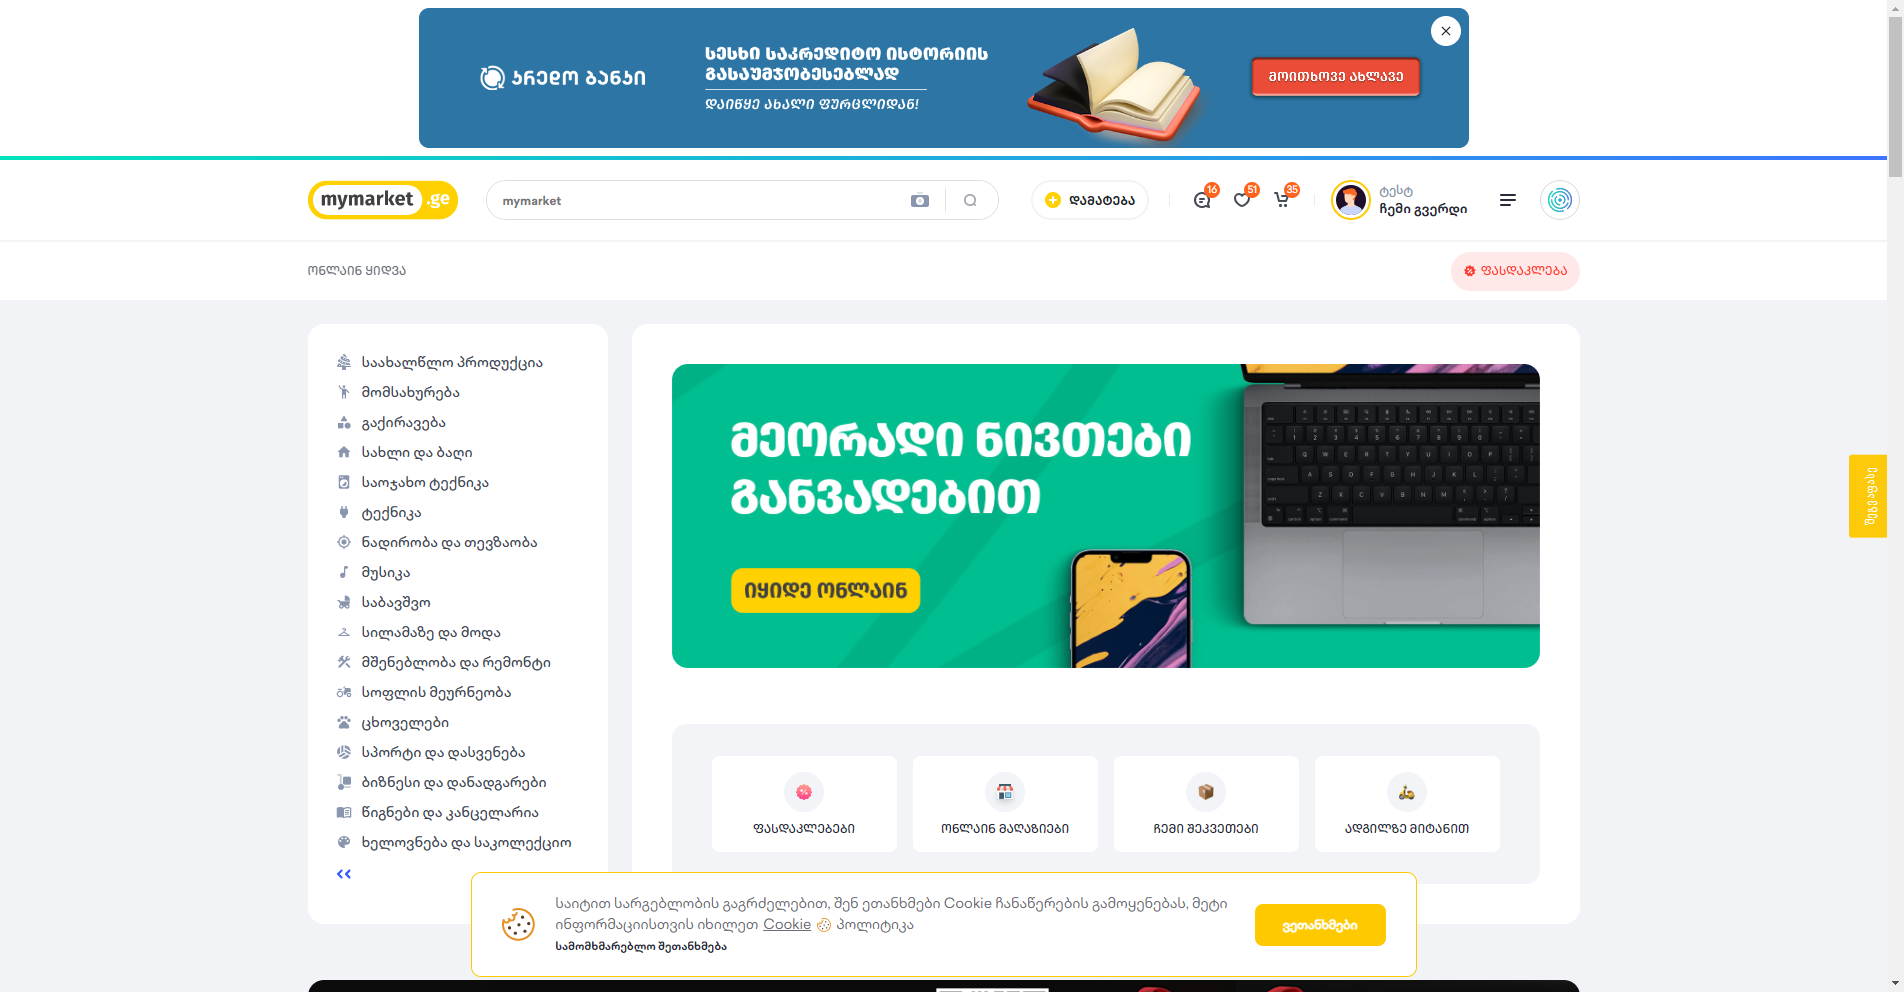 კრედო ბანკი
სესხი საკრედიტო ისტორიის
გასაუმჯობესებლად
დაიწყე ახალი ფურცლიდან!
მოითხოვე ახლავე
mymarket.ge
mymarket
დამატება
16
51
35
ტესტ
ჩემი გვერდი
ონლაინ ყიდვა
ფასდაკლება
საახალწლო პროდუქცია
მომსახურება
გაქირავება
სახლი და ბაღი
საოჯახო ტექნიკა
ტექნიკა
ნადირობა და თევზაობა
მუსიკა
საბავშვო
სილამაზე და მოდა
მშენებლობა და რემონტი
სოფლის მეურნეობა
ცხოველები
სპორტი და დასვენება
ბიზნესი და დანადგარები
წიგნები და კანცელარია
ხელოვნება და საკოლექციო
მეორადი ნივთები
განვადებით
იყიდე ონლაინ
ფასდაკლებები
ონლაინ მაღაზიები
ჩემი შეკვეთები
ადგილზე მიტანით
შეაფასე
საიტით სარგებლობის გაგრძელებით, შენ ეთანხმები Cookie ჩანაწერების გამოყენებას, მეტი
ინფორმაციისთვის იხილეთ Cookie პოლიტიკა
სამომხმარებლო შეთანხმება
ვეთანხმები